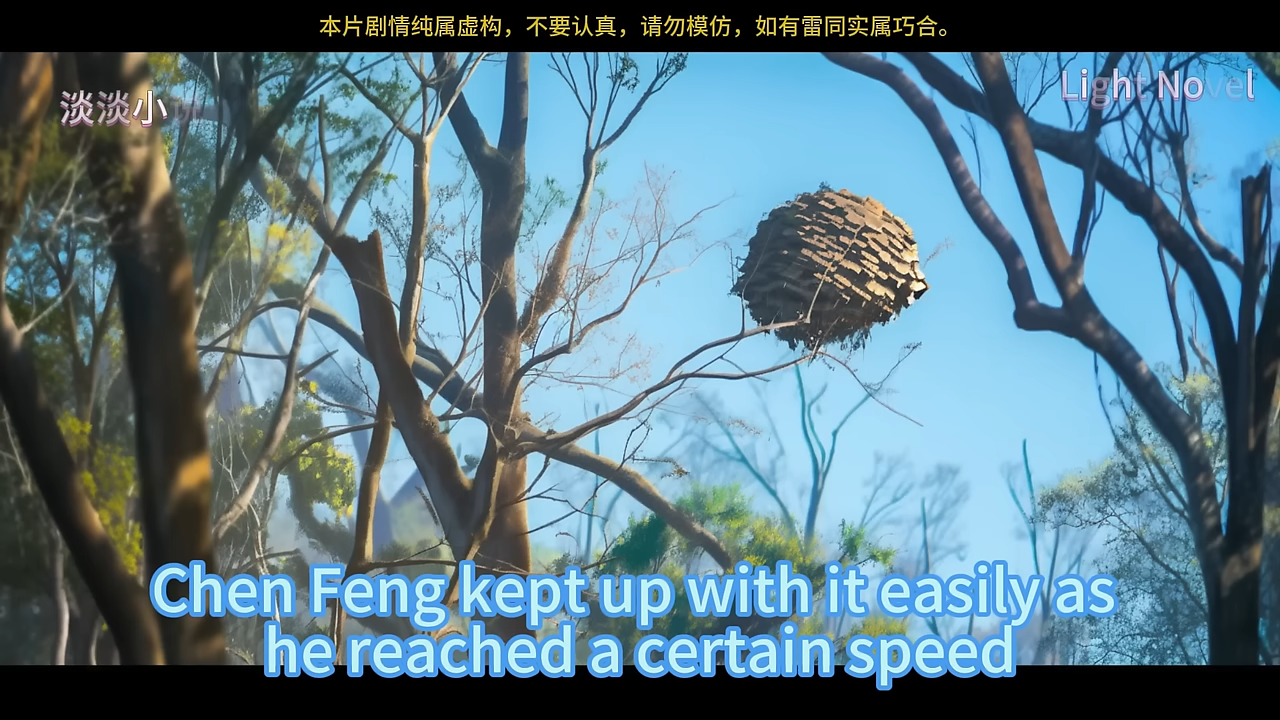 本片剧情纯属虚构，不要认真，请勿模仿，如有雷同实属巧合。
淡淡小
Light Novel
Chen Feng kept up with it easily as
he reached a certain speed